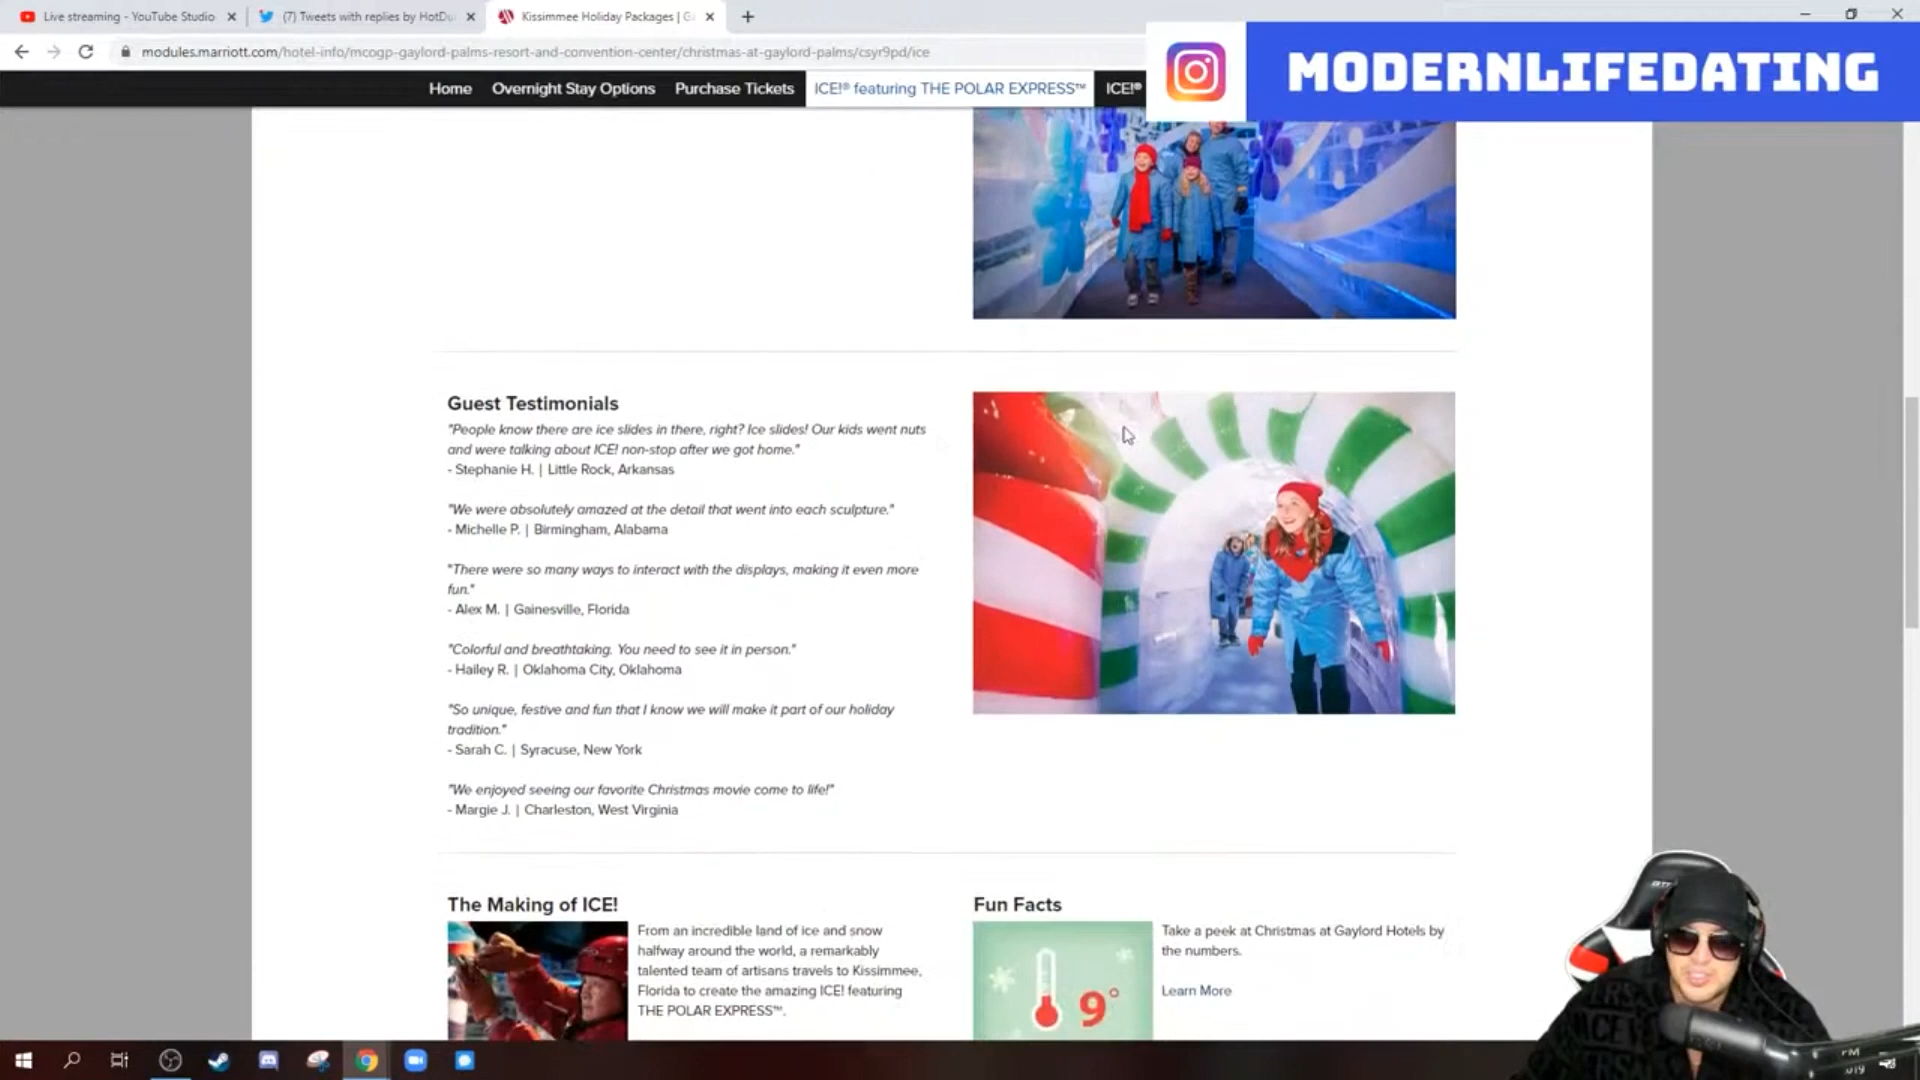 Live streaming - YouTube Studio
(7) Tweets with replies by HotDu
Kissimmee Holiday Packages | Ga
modules.marriott.com/hotel-info/mcogp-gaylord-palms-resort-and-convention-center/christmas-at-gaylord-palms/csyr9pd/ice
MODERNLIFEDATING
Home Overnight Stay Options Purchase Tickets ICE!® featuring THE POLAR EXPRESS™ ICE!®
Guest Testimonials
"People know there are ice slides in there, right? Ice slides! Our kids went nuts
and were talking about ICE! non-stop after we got home."
- Stephanie H. | Little Rock, Arkansas
"We were absolutely amazed at the detail that went into each sculpture."
- Michelle P. | Birmingham, Alabama
"There were so many ways to interact with the displays, making it even more
fun."
- Alex M. | Gainesville, Florida
"Colorful and breathtaking. You need to see it in person."
- Hailey R. | Oklahoma City, Oklahoma
"So unique, festive and fun that I know we will make it part of our holiday
tradition."
- Sarah C. | Syracuse, New York
"We enjoyed seeing our favorite Christmas movie come to life!"
- Margie J. | Charleston, West Virginia
The Making of ICE!
From an incredible land of ice and snow
halfway around the world, a remarkably
talented team of artisans travels to Kissimmee,
Florida to create the amazing ICE! featuring
THE POLAR EXPRESS™.
Fun Facts
9°
Take a peek at Christmas at Gaylord Hotels by
the numbers.
Learn More
PM